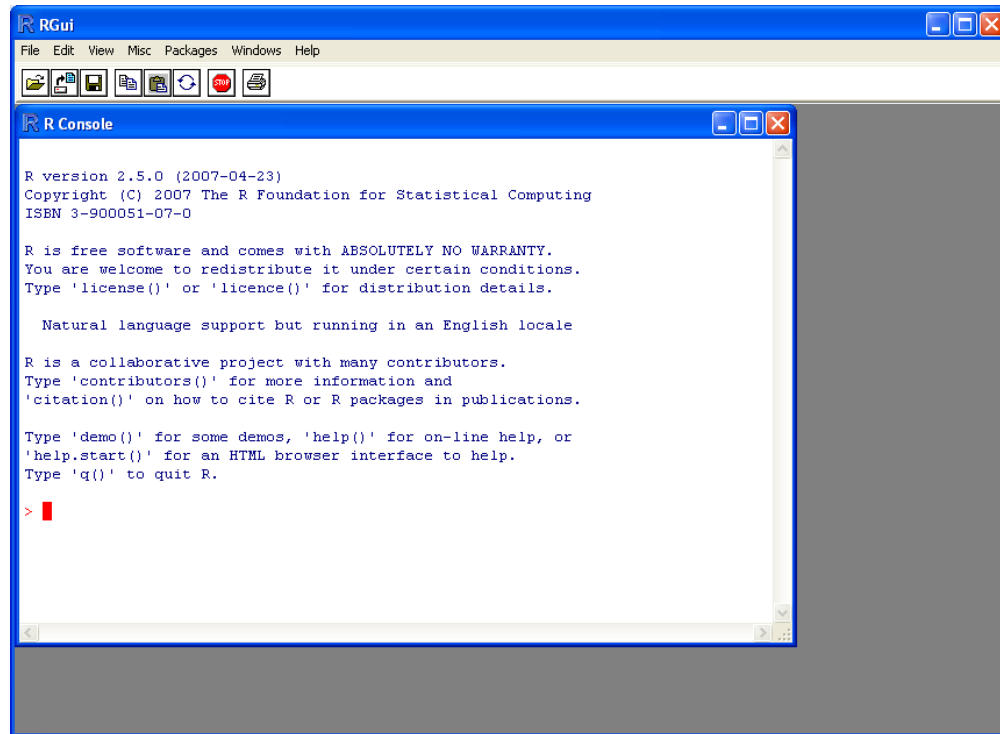 RGui
File Edit View Misc Packages Windows Help
STOP
R Console
R version 2.5.0 (2007-04-23)
Copyright (C) 2007 The R Foundation for Statistical Computing
ISBN 3-900051-07-0
R is free software and comes with ABSOLUTELY NO WARRANTY.
You are welcome to redistribute it under certain conditions.
Type 'license()' or 'licence()' for distribution details.
Natural language support but running in an English locale
R is a collaborative project with many contributors.
Type 'contributors()' for more information and
'citation()' on how to cite R or R packages in publications.
Type 'demo()' for some demos, 'help()' for on-line help, or
'help.start()' for an HTML browser interface to help.
Type 'q()' to quit R.
>